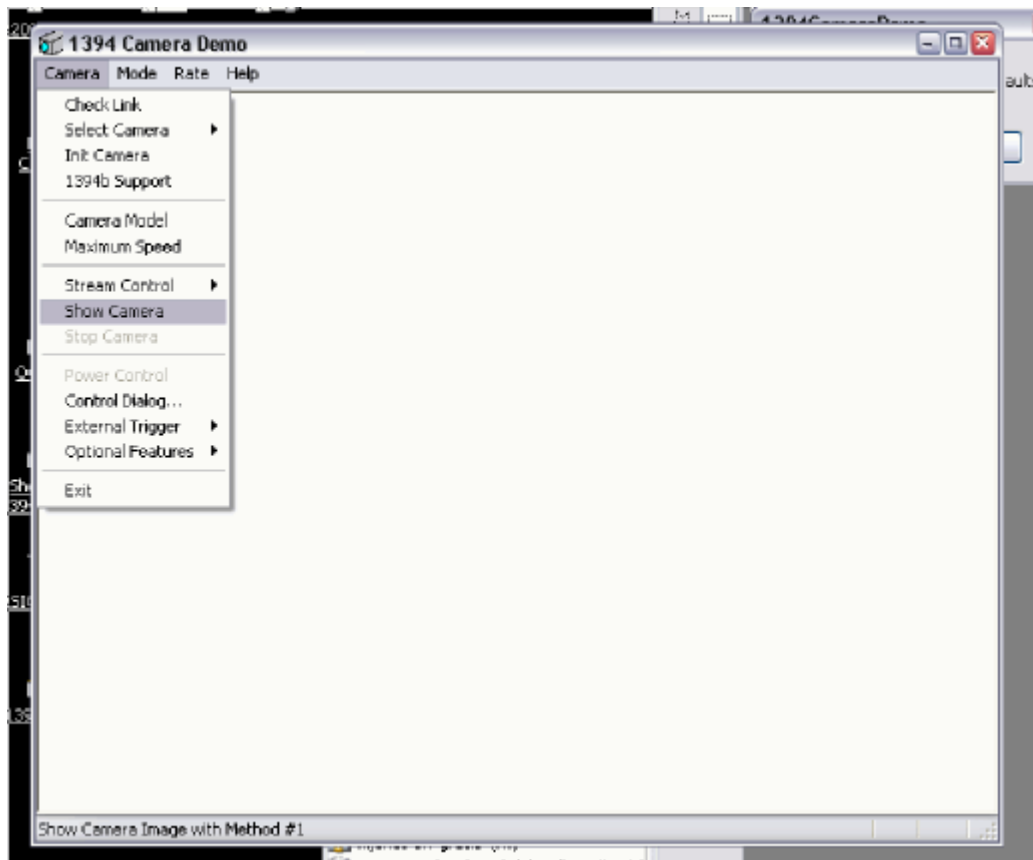 1394CameraDemo
1394 Camera Demo
Camera Mode Rate Help
Check Link
Select Camera
Init Camera
1394b Support
Camera Model
Maximum Speed
Stream Control
Show Camera
Stop Camera
Power Control
Control Dialog...
External Trigger
Optional Features
Exit
Show Camera Image with Method #1